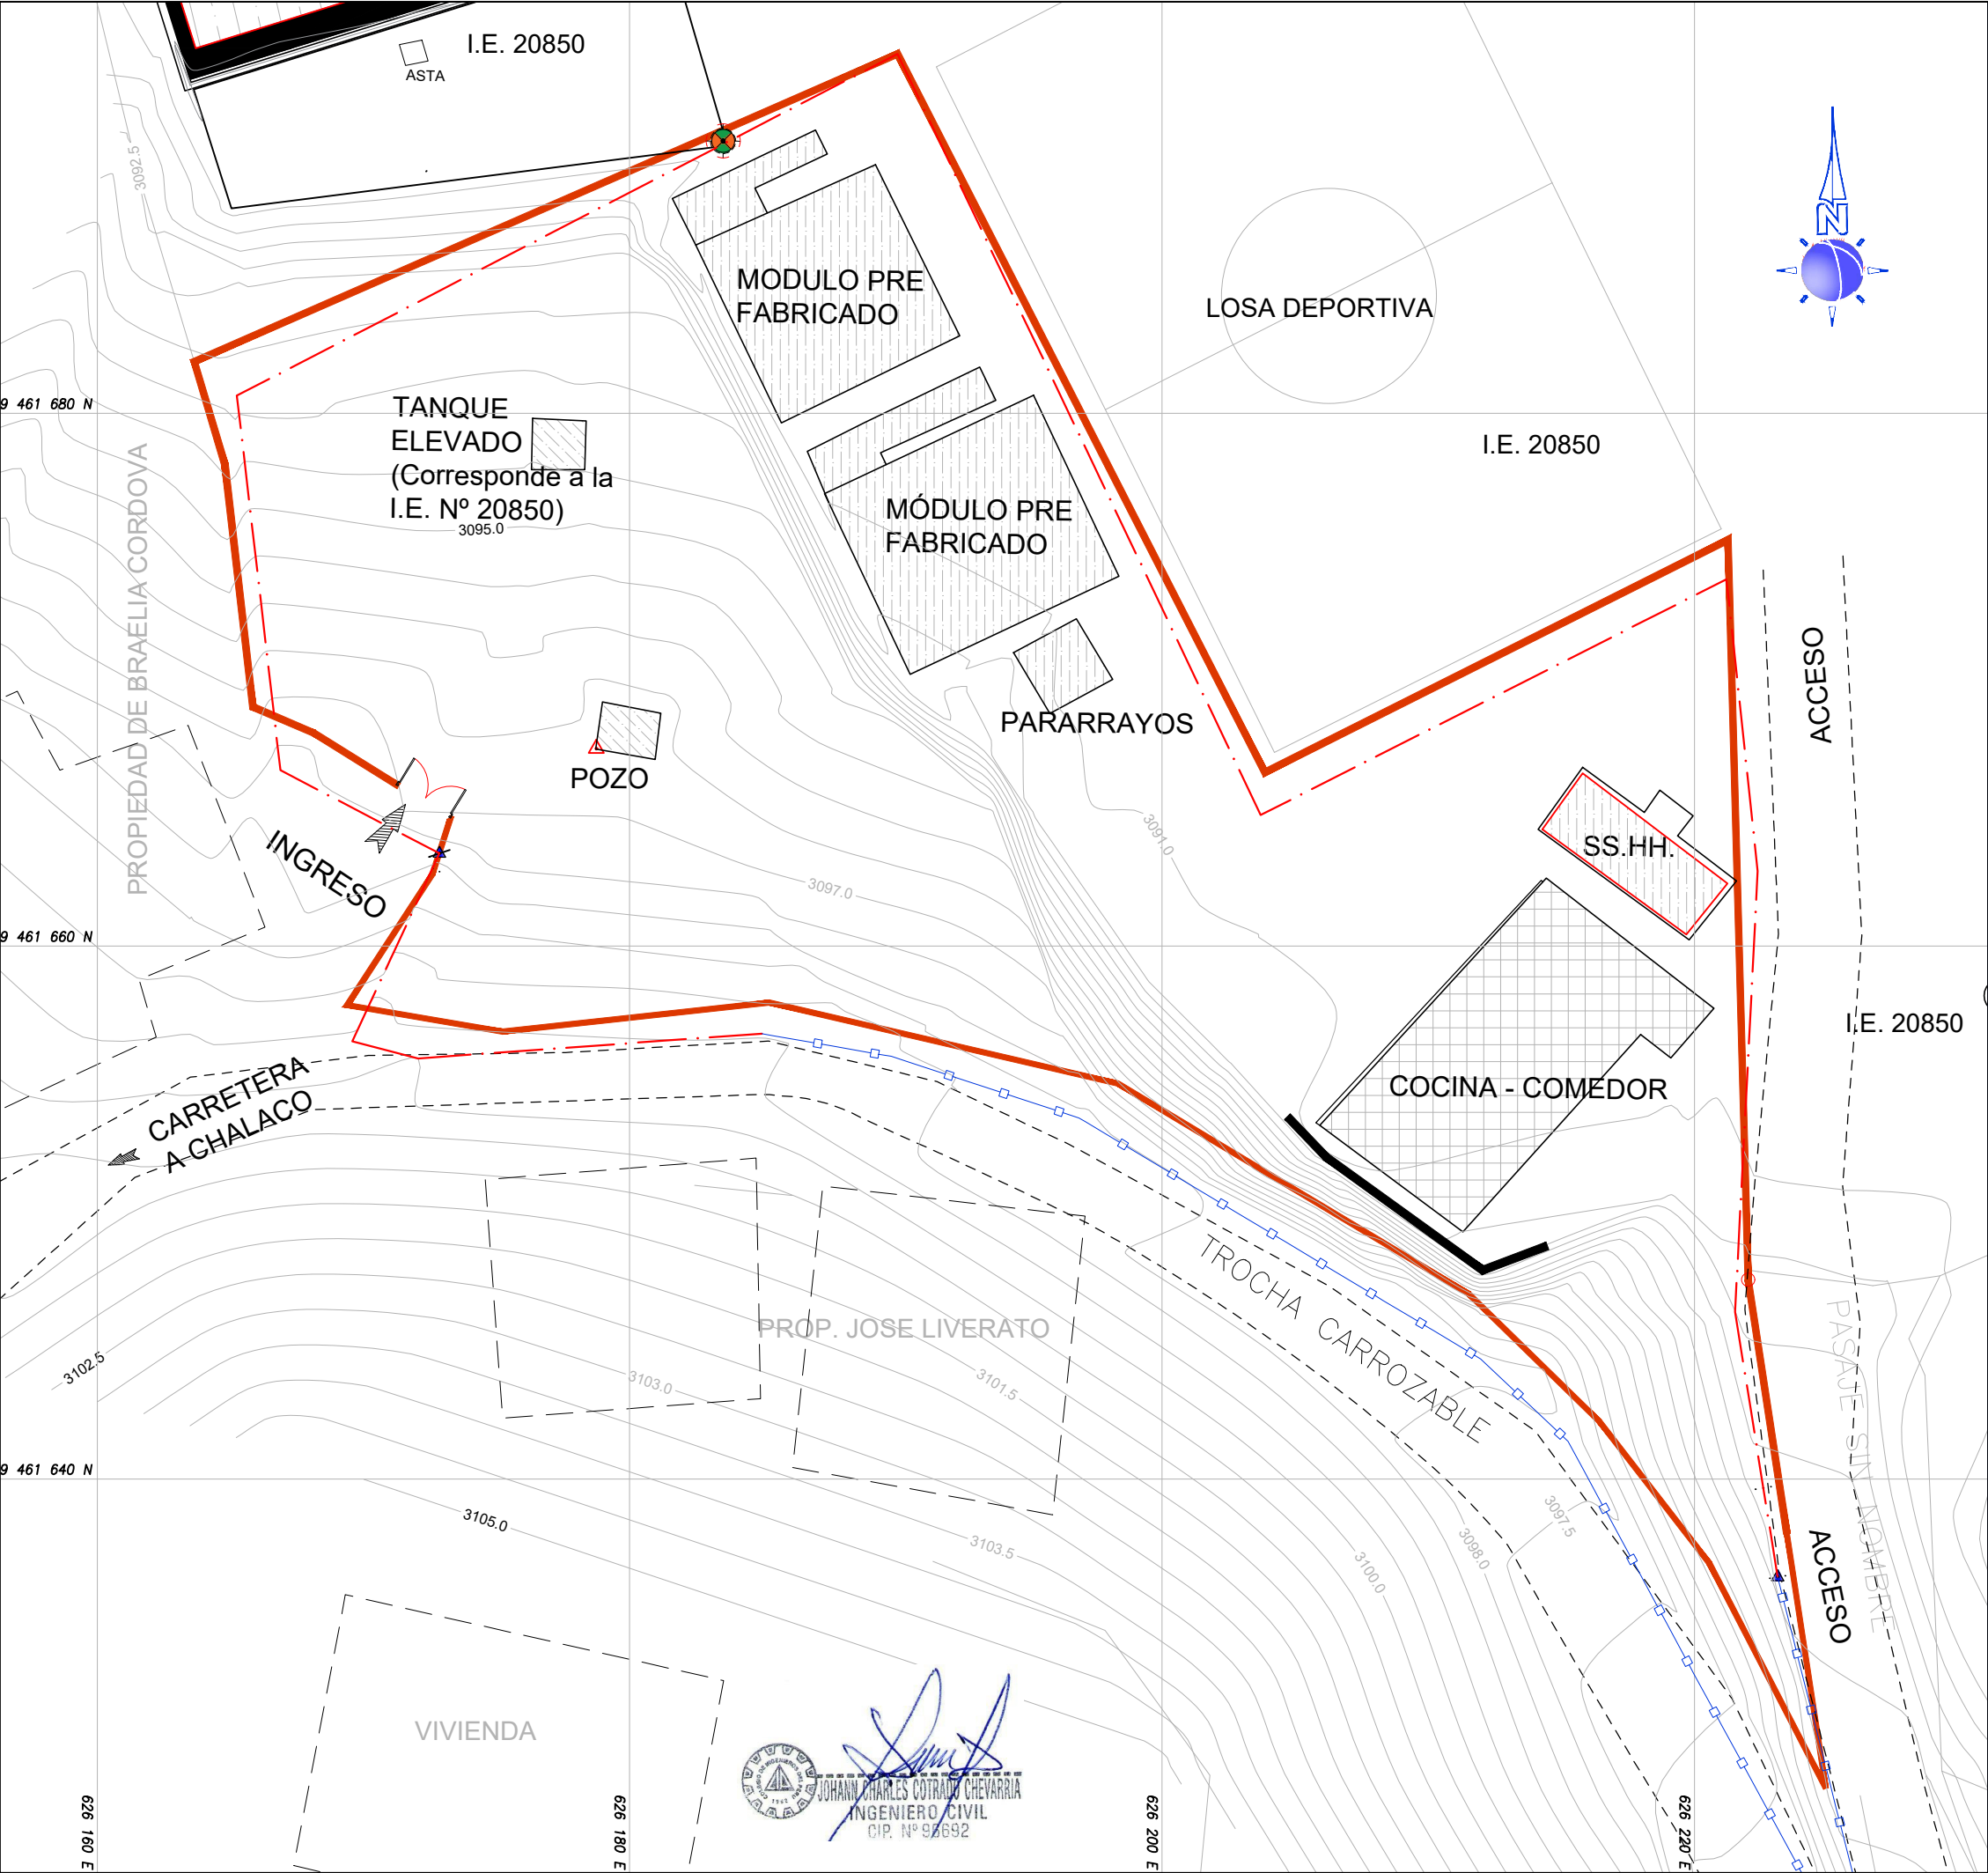 I.E. 20850
ASTA
3092.5
MODULO PRE
FABRICADO
LOSA DEPORTIVA
N
9 461 680 N
TANQUE
ELEVADO
(Corresponde a la
I.E. Nº 20850)
3095.0
I.E. 20850
PROPIEDAD DE BRAELIA CORDOVA
MÓDULO PRE
FABRICADO
ACCESO
PARARRAYOS
POZO
INGRESO
3091.0
SS.HH.
3097.0
9 461 660 N
I.E. 20850
COCINA - COMEDOR
CARRETERA
A CHALACO
TROCHA CARROZABLE
PROP. JOSE LIVERATO
PASAJE SIN NOMBRE
3102.5
3103.0
3101.5
9 461 640 N
3105.0
3103.5
3100.0
3098.0
3097.5
ACCESO
VIVIENDA
JOHANN CHARLES COTRADO CHEVARRIA
INGENIERO CIVIL
CIP. Nº 95692
626 160 E
626 180 E
626 200 E
626 220 E